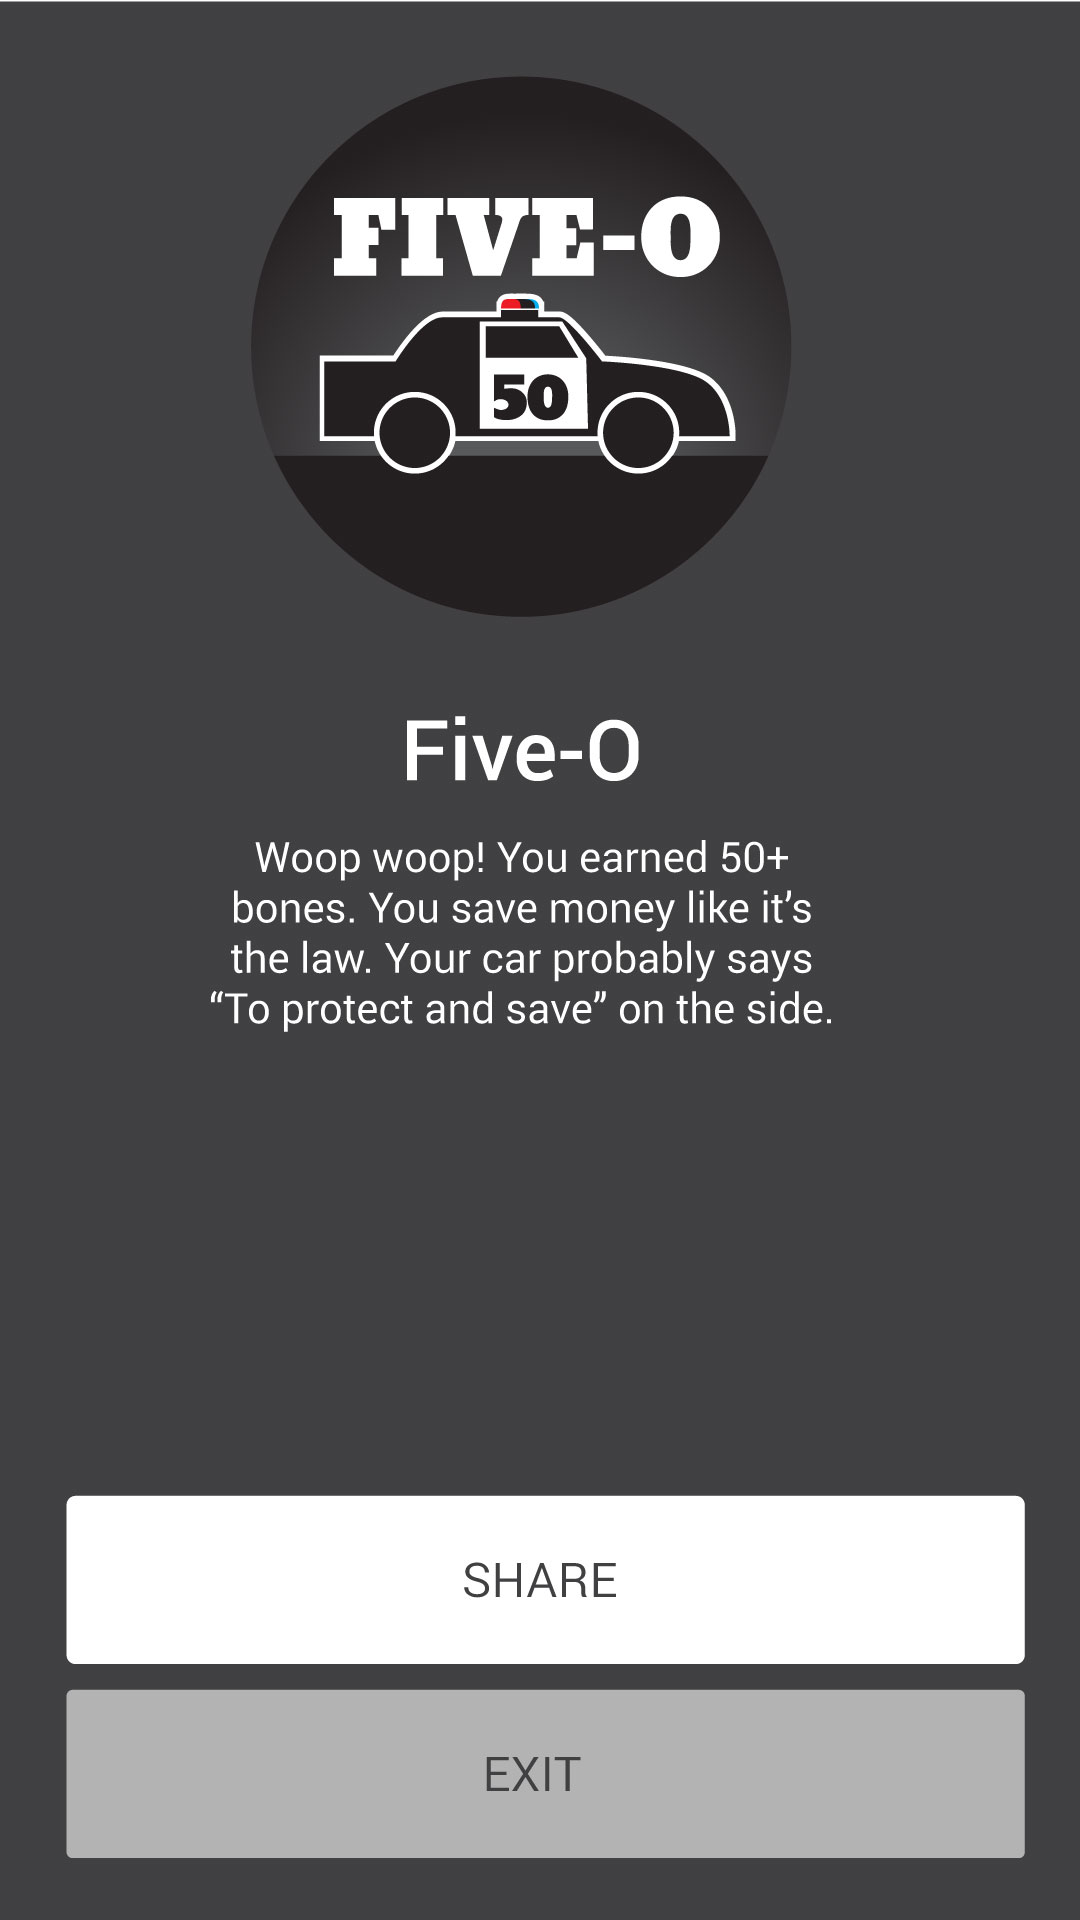 FIVE-O
50
Five-O
Woop woop! You earned 50+
bones. You save money like it’s
the law. Your car probably says
“To protect and save” on the side.
SHARE
EXIT